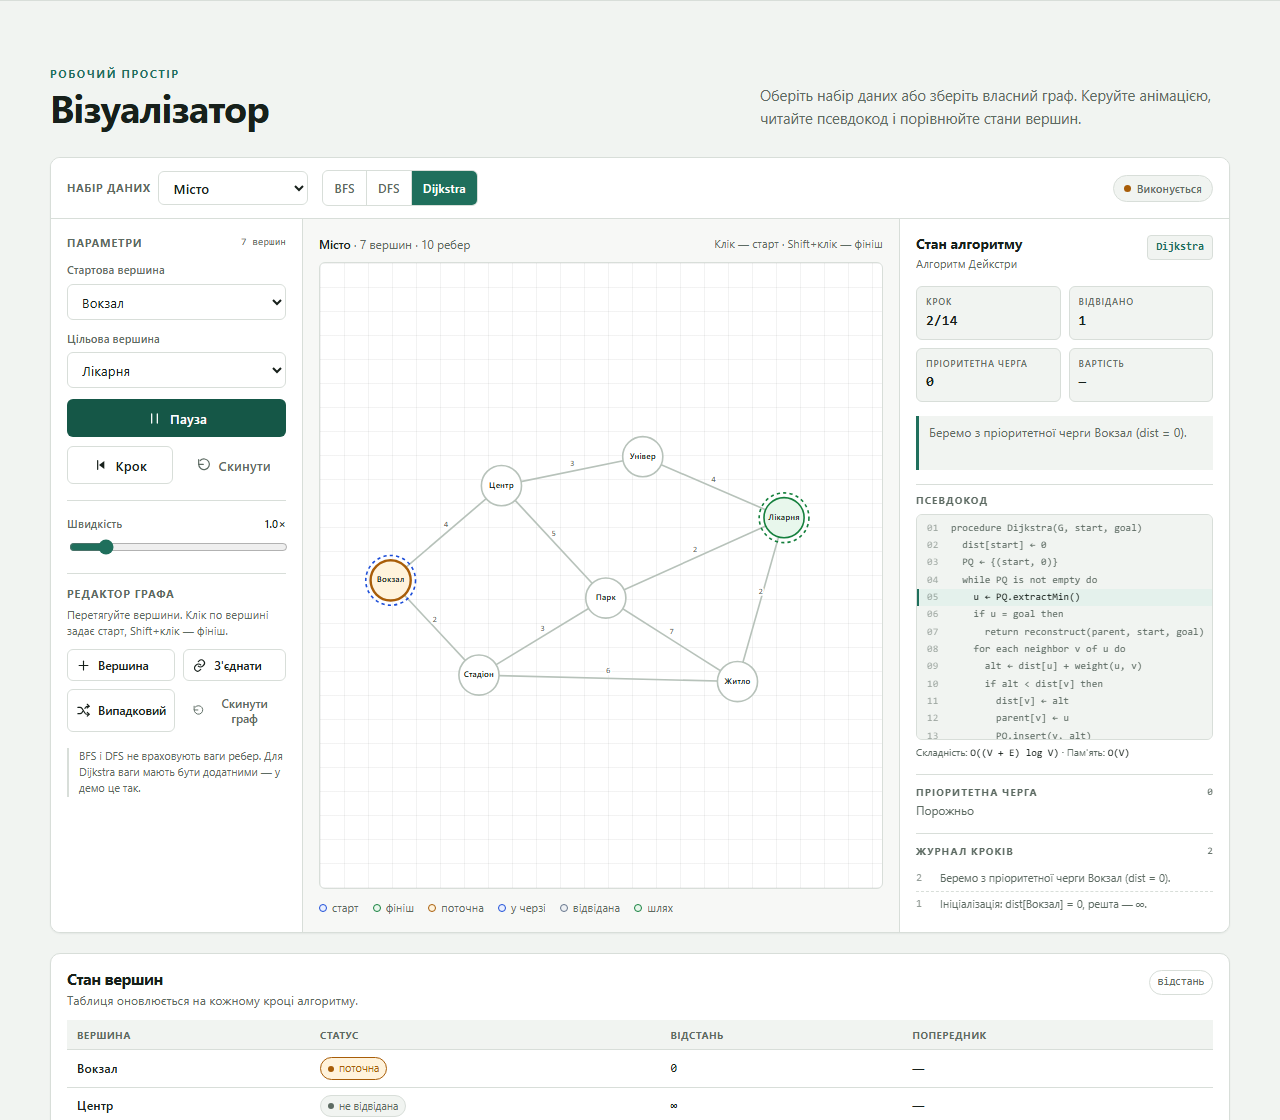 РОБОЧИЙ ПРОСТІР
Візуалізатор
Оберіть набір даних або зберіть власний граф. Керуйте анімацією,
читайте псевдокод і порівнюйте стани вершин.
НАБІР ДАНИХ
Місто
BFS
DFS
Dijkstra
Виконується
ПАРАМЕТРИ
7 вершин
Стартова вершина
Вокзал
Цільова вершина
Лікарня
Пауза
Крок
Скинути
Швидкість
1.0×
РЕДАКТОР ГРАФА
Перетягуйте вершини. Клік по вершині
задає старт, Shift+клік — фініш.
Вершина
З'єднати
Випадковий
Скинути
граф
BFS і DFS не враховують ваги ребер. Для
Dijkstra ваги мають бути додатними — у
демо це так.
Місто · 7 вершин · 10 ребер
Клік — старт · Shift+клік — фініш
Універ
3
4
Центр
Лікарня
4
5
2
Вокзал
2
Парк
2
3
7
6
Стадіон
Житло
старт
фініш
поточна
у черзі
відвідана
шлях
Стан алгоритму
Алгоритм Дейкстри
Dijkstra
КРОК
2/14
ВІДВІДАНО
1
ПРІОРИТЕТНА ЧЕРГА
0
ВАРТІСТЬ
—
Беремо з пріоритетної черги Вокзал (dist = 0).
ПСЕВДОКОД
01 procedure Dijkstra(G, start, goal)
02 dist[start] ← 0
03 PQ ← {(start, 0)}
04 while PQ is not empty do
05 u ← PQ.extractMin()
06 if u = goal then
07 return reconstruct(parent, start, goal)
08 for each neighbor v of u do
09 alt ← dist[u] + weight(u, v)
10 if alt < dist[v] then
11 dist[v] ← alt
12 parent[v] ← u
13 PQ.insert(v, alt)
Складність: O((V + E) log V) · Пам'ять: O(V)
ПРІОРИТЕТНА ЧЕРГА
0
Порожньо
ЖУРНАЛ КРОКІВ
2
2 Беремо з пріоритетної черги Вокзал (dist = 0).
1 Ініціалізація: dist[Вокзал] = 0, решта — ∞.
Стан вершин
Таблиця оновлюється на кожному кроці алгоритму.
відстань
ВЕРШИНА СТАТУС ВІДСТАНЬ ПОПЕРЕДНИК
Вокзал поточна 0 —
Центр не відвідана ∞ —